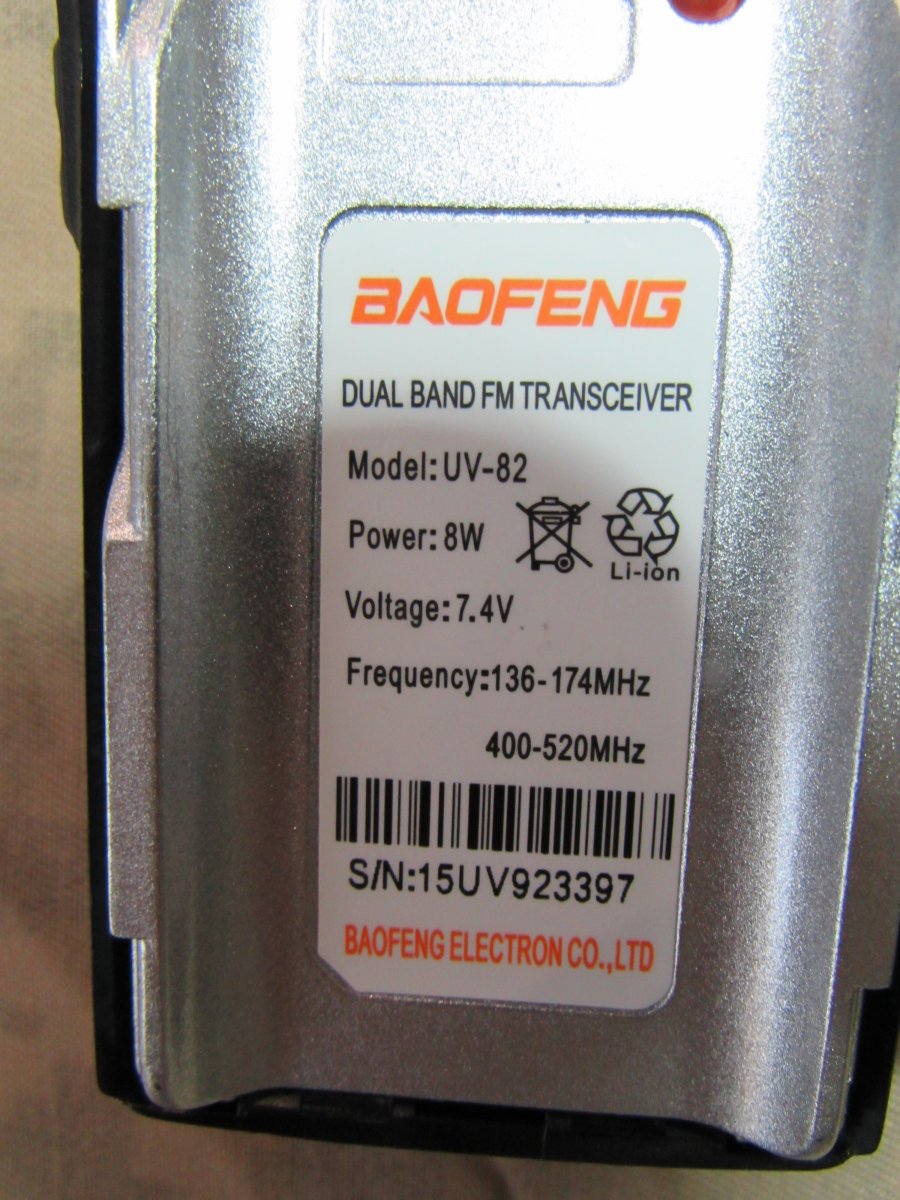 BAOFENG
DUAL BAND FM TRANSCEIVER
Model:UV-82
Power:8W
Li-ion
Voltage:7.4V
Frequency:136-174MHz
400-520MHz
S/N:15UV923397
BAOFENG ELECTRON CO.,LTD